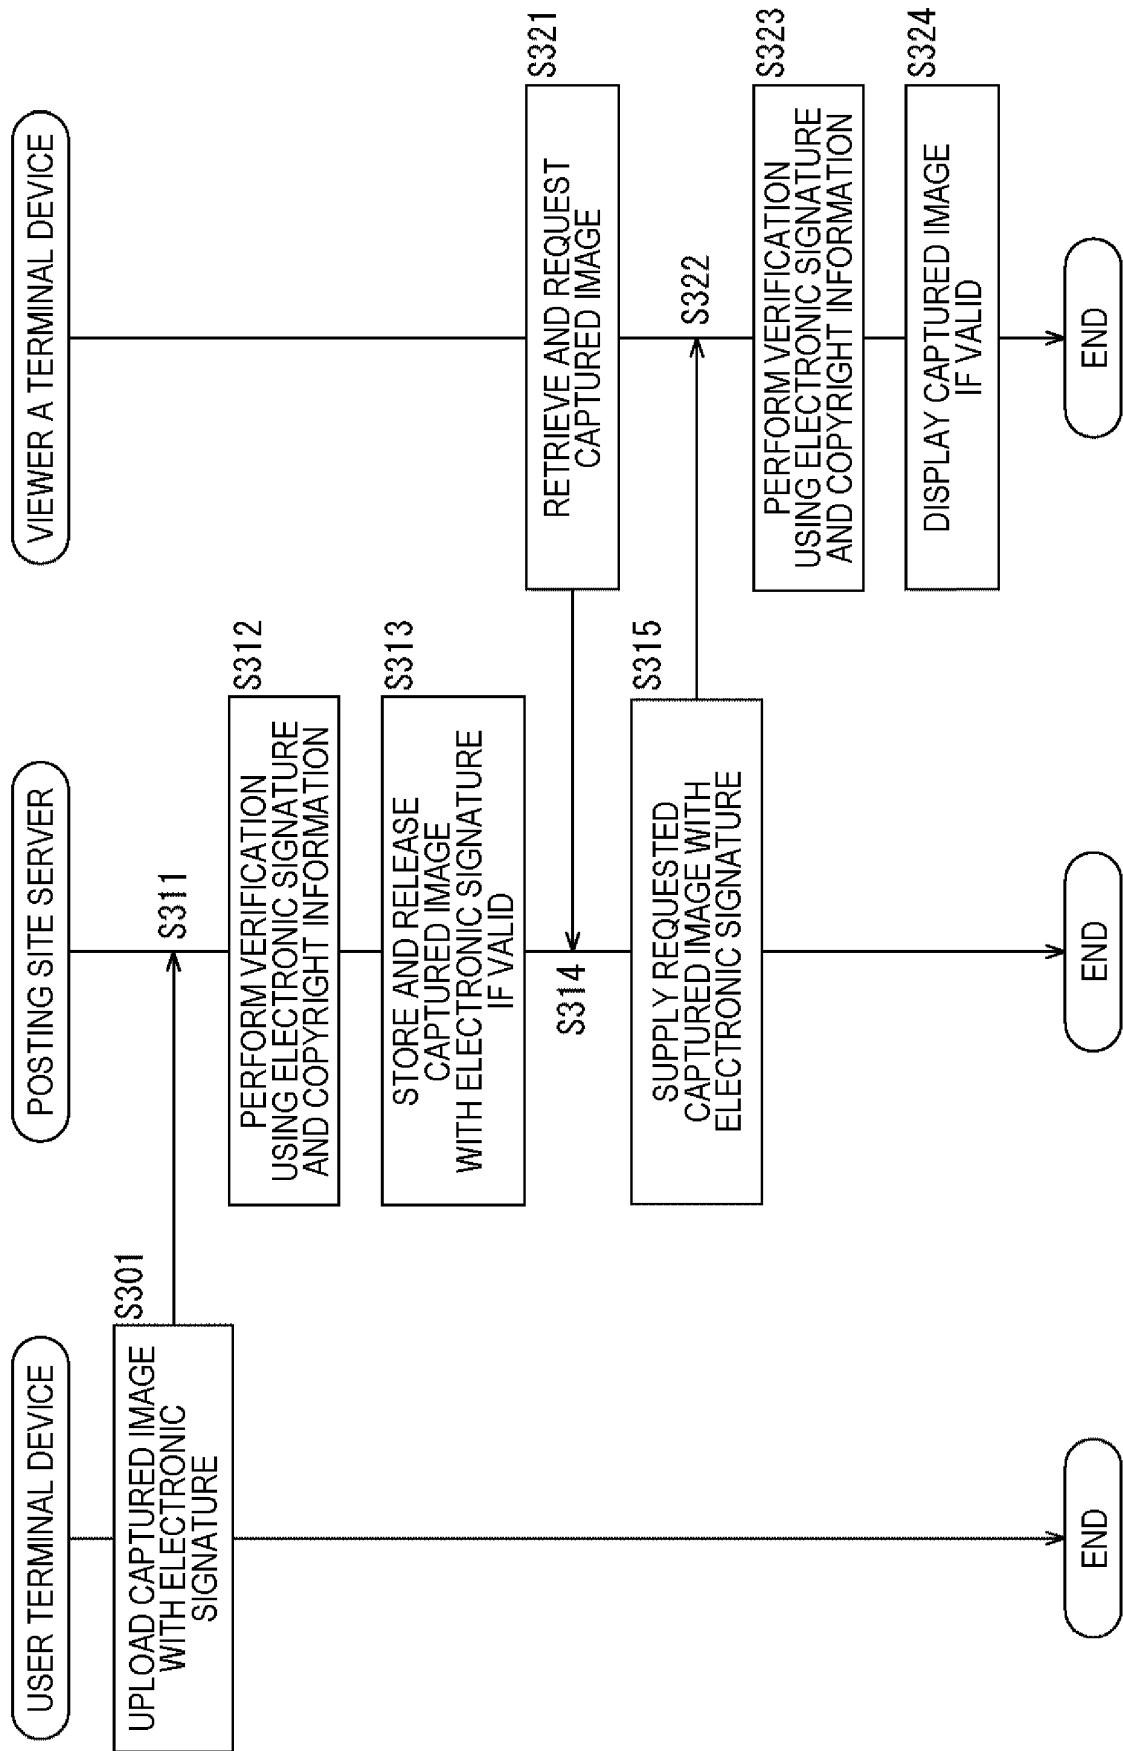 USER TERMINAL DEVICE
UPLOAD CAPTURED IMAGE
WITH ELECTRONIC
SIGNATURE
S301
END
POSTING SITE SERVER
S311
PERFORM VERIFICATION
USING ELECTRONIC SIGNATURE
AND COPYRIGHT INFORMATION
S312
STORE AND RELEASE
CAPTURED IMAGE
WITH ELECTRONIC SIGNATURE
IF VALID
S313
S314
SUPPLY REQUESTED
CAPTURED IMAGE WITH
ELECTRONIC SIGNATURE
S315
END
VIEWER A TERMINAL DEVICE
RETRIEVE AND REQUEST
CAPTURED IMAGE
S321
S322
PERFORM VERIFICATION
USING ELECTRONIC SIGNATURE
AND COPYRIGHT INFORMATION
S323
DISPLAY CAPTURED IMAGE
IF VALID
S324
END